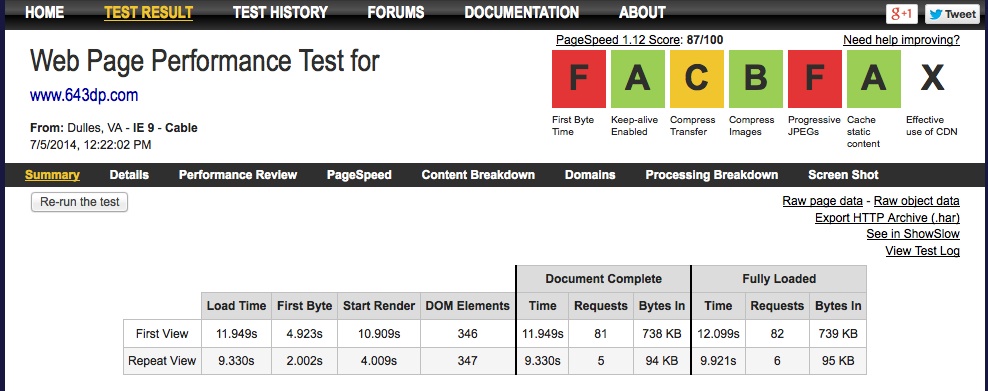 HOME TEST RESULT TEST HISTORY FORUMS DOCUMENTATION ABOUT g+1 Tweet
PageSpeed 1.12 Score: 87/100 Need help improving?
Web Page Performance Test for
www.643dp.com
From: Dulles, VA - IE 9 - Cable
7/5/2014, 12:22:02 PM
F A C B F A X
First Byte Time
Keep-alive Enabled
Compress Transfer
Compress Images
Progressive JPEGs
Cache static content
Effective use of CDN
Summary Details Performance Review PageSpeed Content Breakdown Domains Processing Breakdown Screen Shot
Re-run the test
Raw page data - Raw object data
Export HTTP Archive (.har)
See in ShowSlow
View Test Log
Document Complete Fully Loaded
Load Time First Byte Start Render DOM Elements Time Requests Bytes In Time Requests Bytes In
First View 11.949s 4.923s 10.909s 346 11.949s 81 738 KB 12.099s 82 739 KB
Repeat View 9.330s 2.002s 4.009s 347 9.330s 5 94 KB 9.921s 6 95 KB